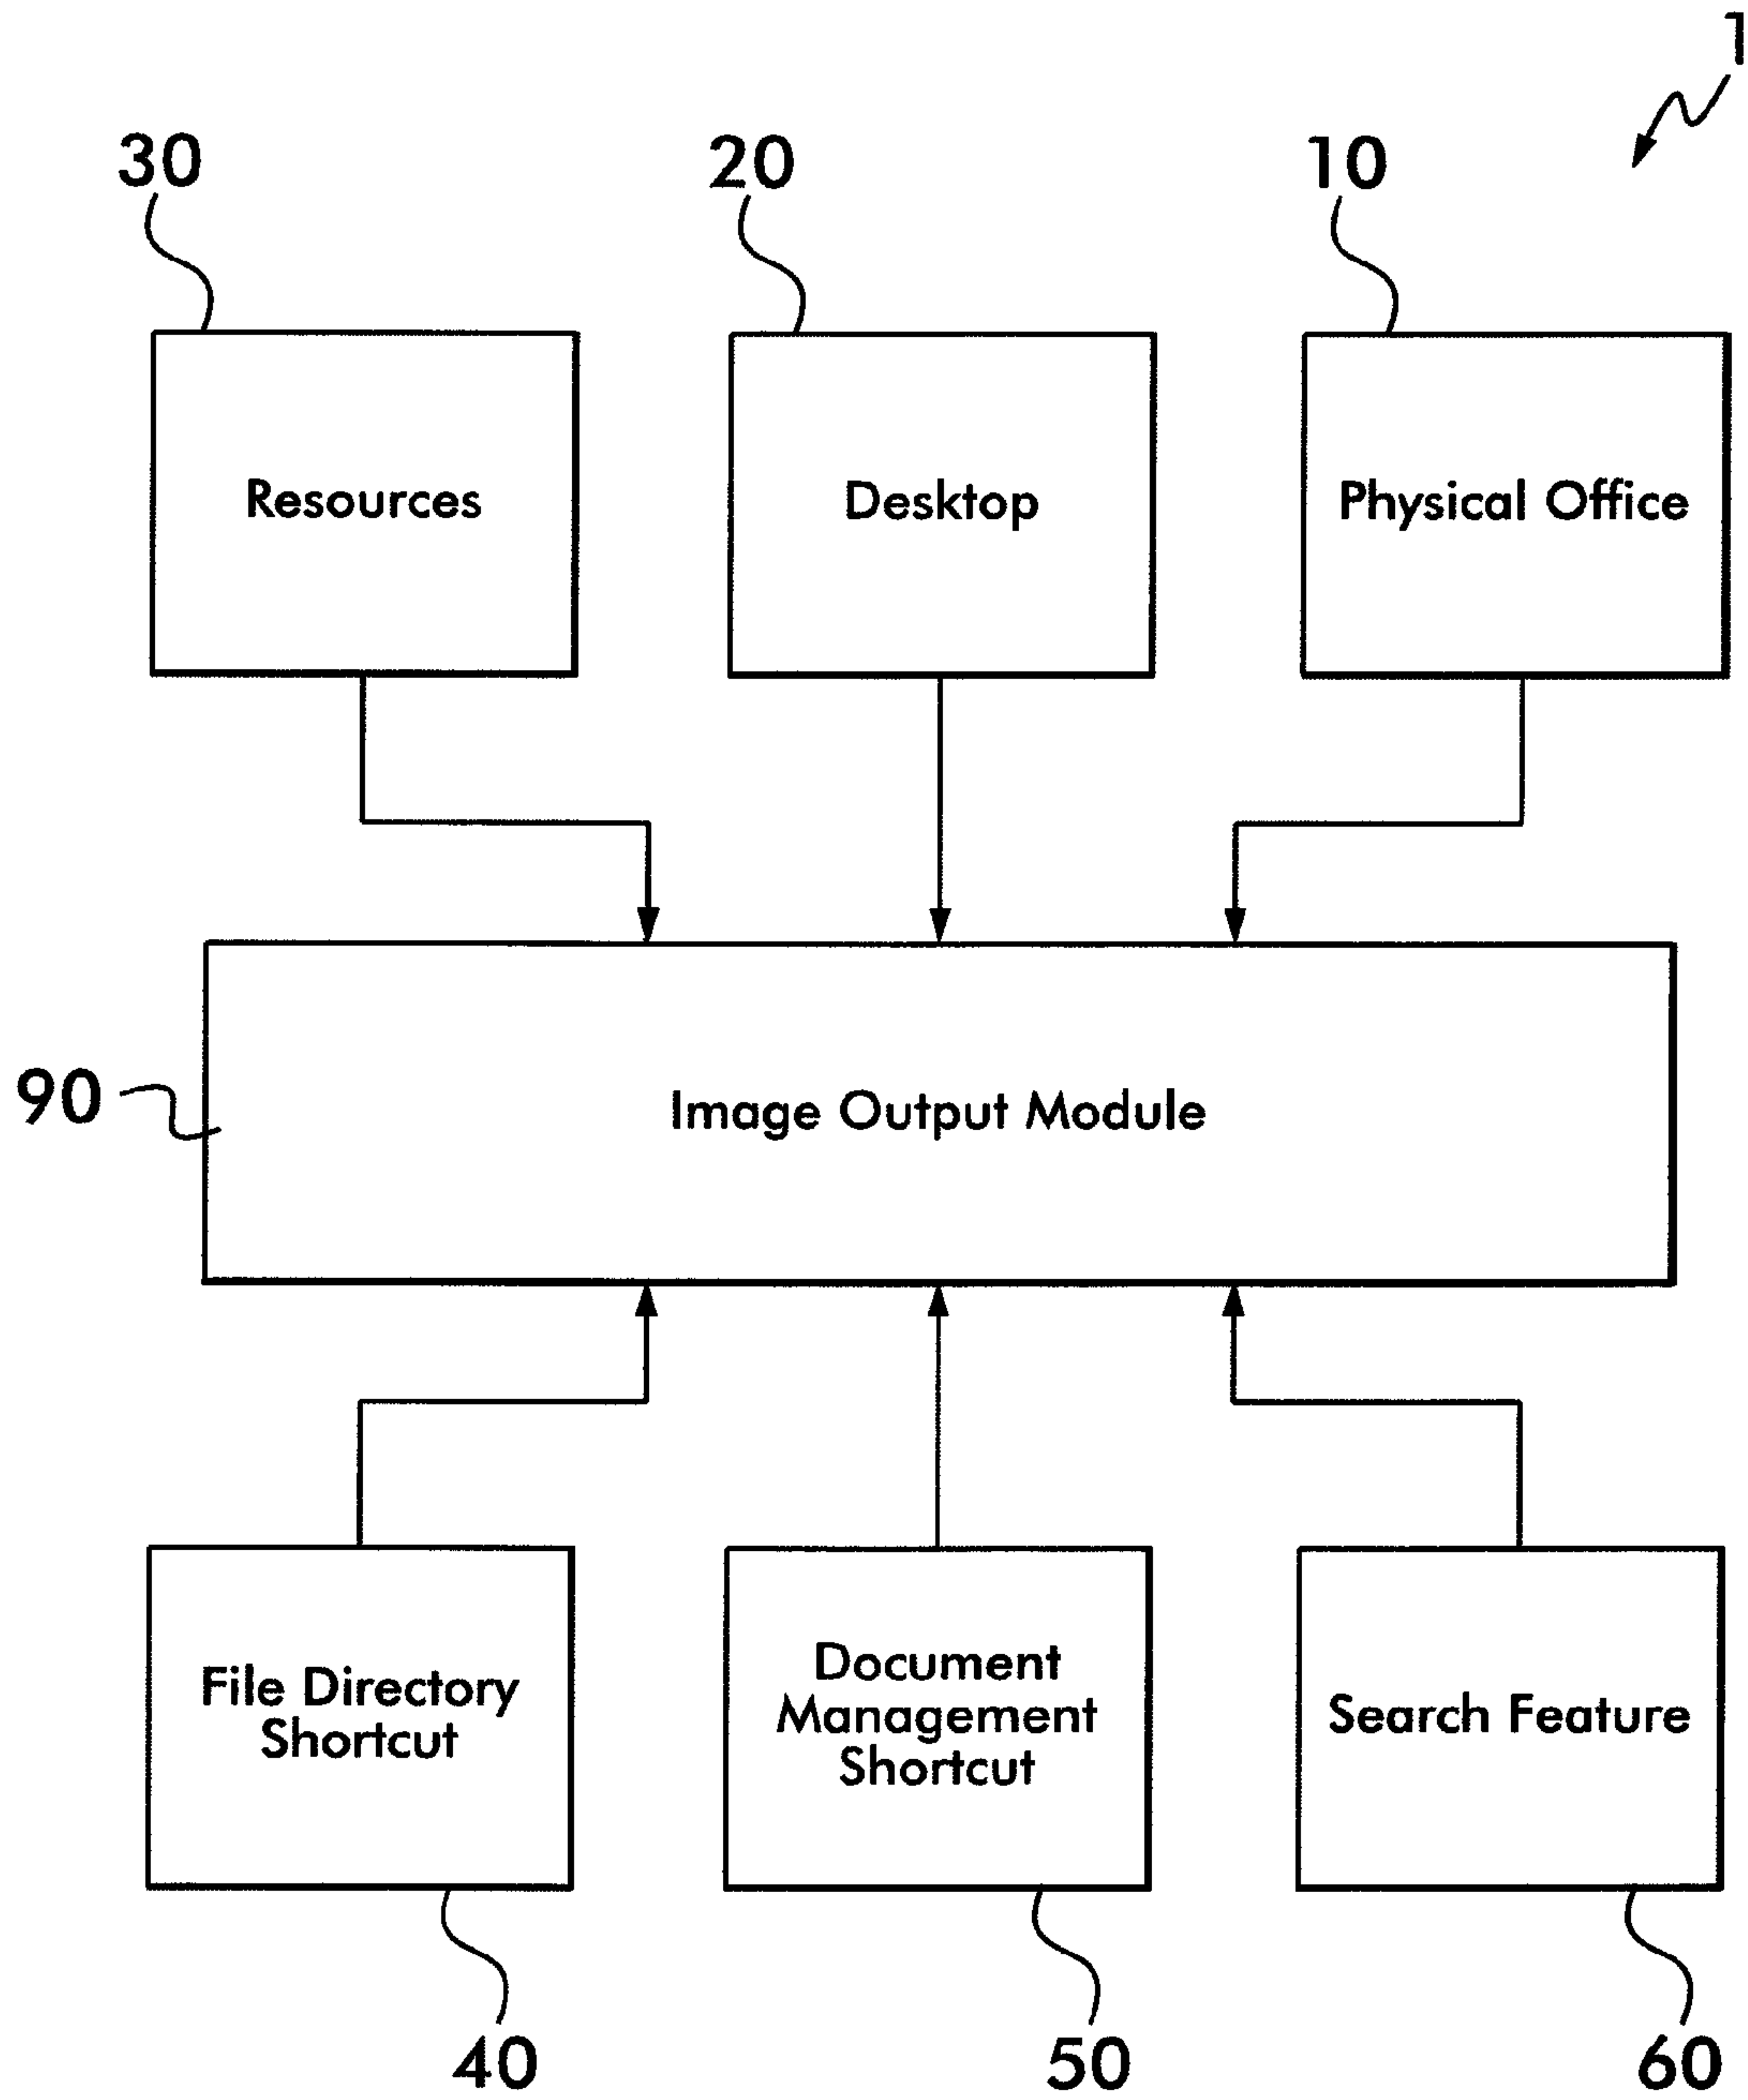 1
30
20
10
Resources
Desktop
Physical Office
90
Image Output Module
File Directory
Shortcut
Document
Management
Shortcut
Search Feature
40
50
60